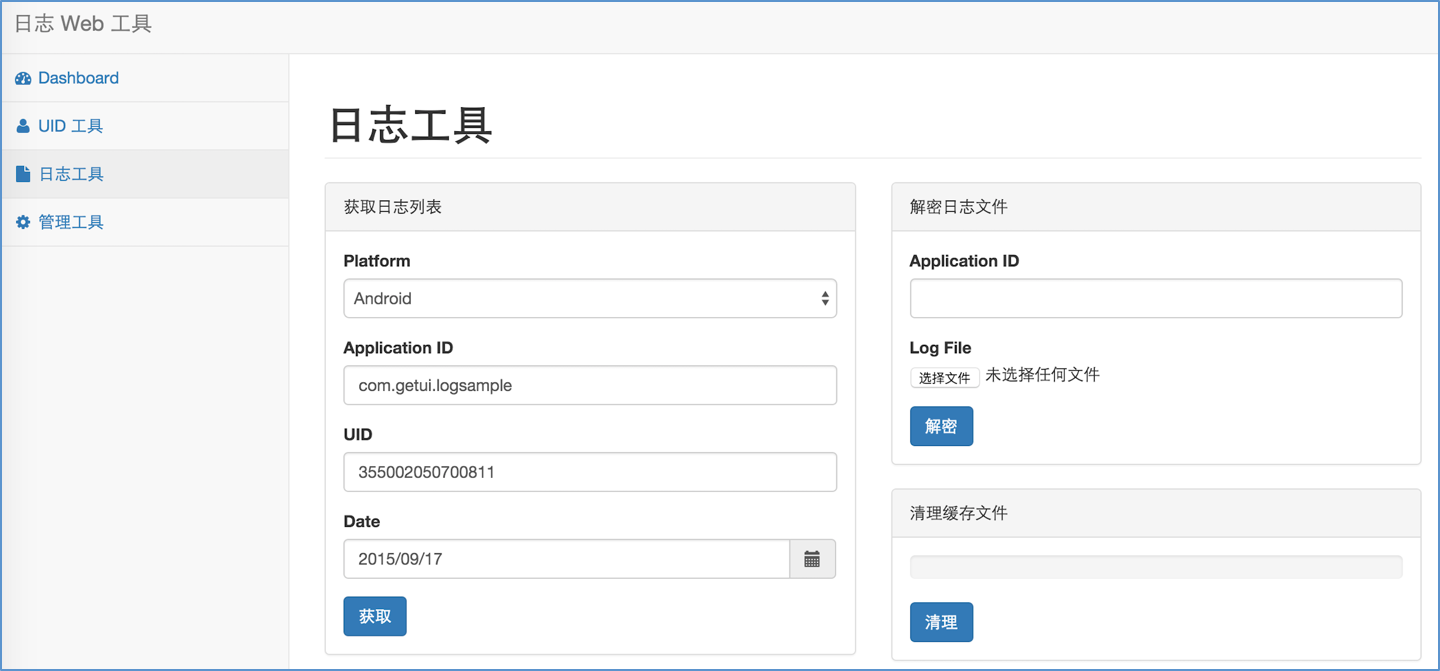 日志 Web 工具
Dashboard
UID 工具
日志工具
管理工具
日志工具
获取日志列表
Platform
Android
Application ID
com.getui.logsample
UID
355002050700811
Date
2015/09/17
获取
解密日志文件
Application ID
Log File
选择文件 未选择任何文件
解密
清理缓存文件
清理